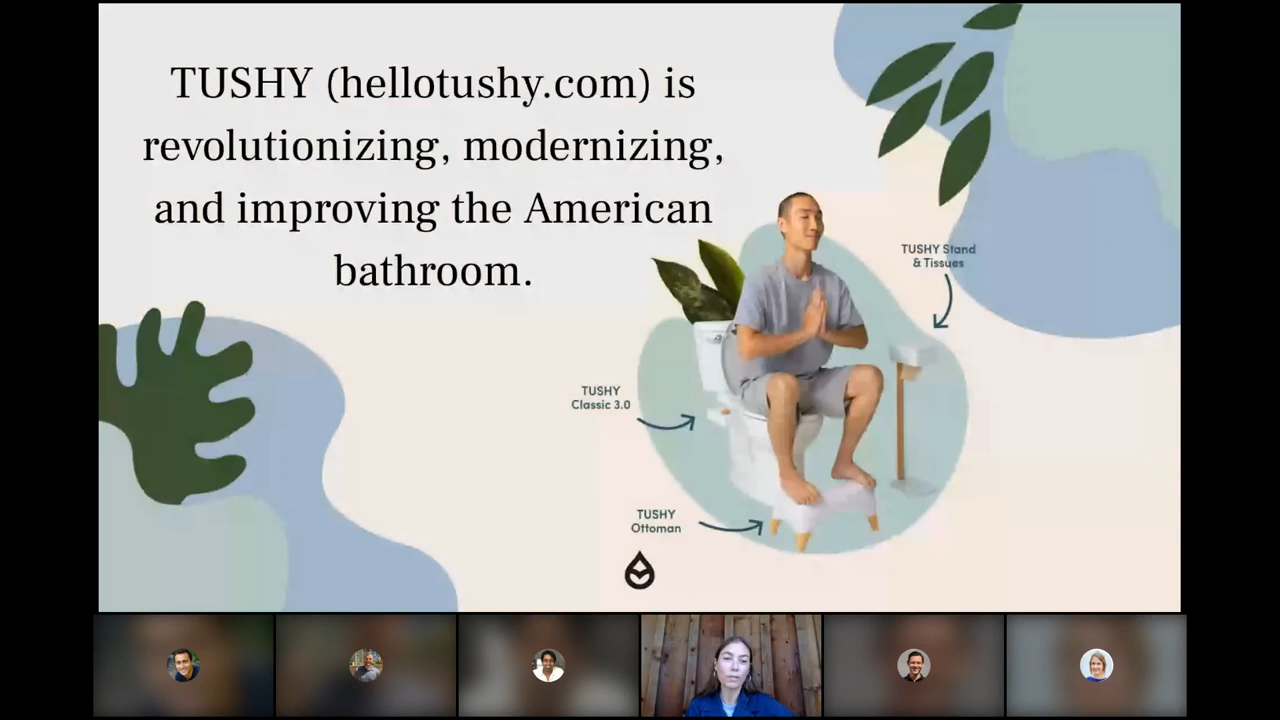 TUSHY (hellotushy.com) is
revolutionizing, modernizing,
and improving the American
bathroom.
TUSHY Stand
& Tissues
TUSHY
Classic 3.0
TUSHY
Ottoman